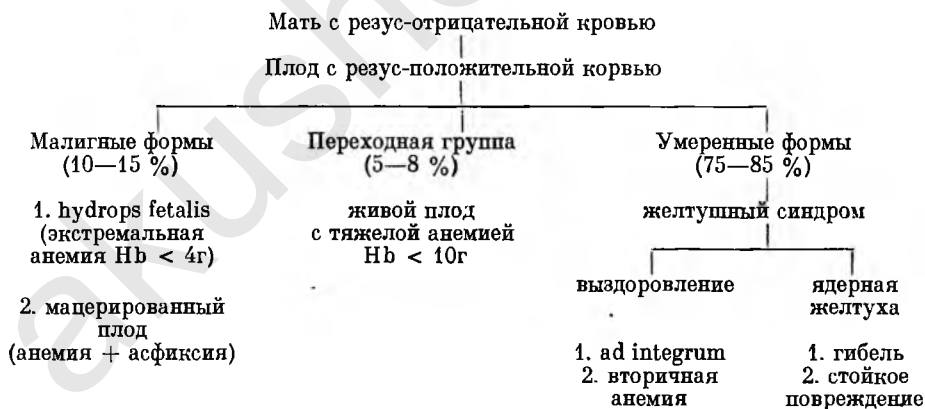 Мать с резус-отрицательной кровью
Плод с резус-положительной корвью
Малигные формы
(10—15 %)
1. hydrops fetalis
(экстремальная
анемия Hb < 4г)
2. мацерированный
плод
(анемия + асфиксия)
Переходная группа
(5—8 %)
живой плод
с тяжелой анемией
Hb < 10г
Умеренные формы
(75—85 %)
желтушный синдром
выздоровление
1. ad integrum
2. вторичная
анемия
ядерная
желтуха
1. гибель
2. стойкое
повреждение